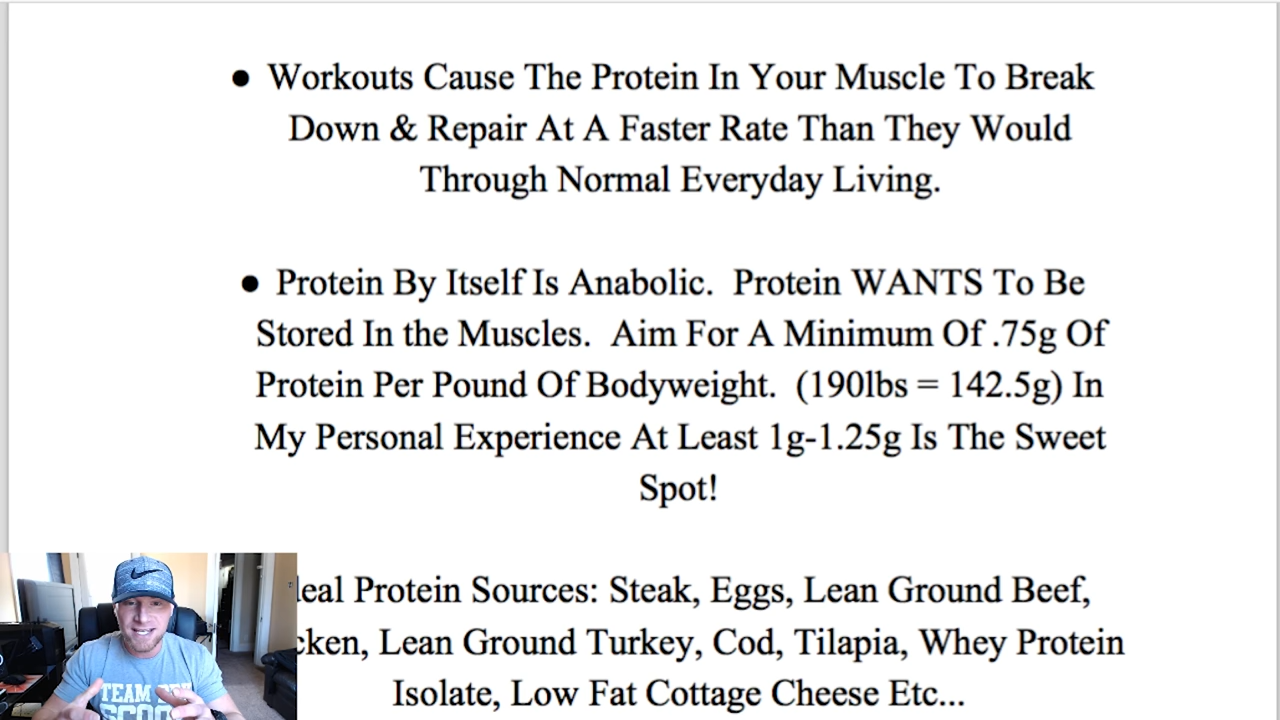 ● Workouts Cause The Protein In Your Muscle To Break
Down & Repair At A Faster Rate Than They Would
Through Normal Everyday Living.
● Protein By Itself Is Anabolic. Protein WANTS To Be
Stored In the Muscles. Aim For A Minimum Of .75g Of
Protein Per Pound Of Bodyweight. (190lbs = 142.5g) In
My Personal Experience At Least 1g-1.25g Is The Sweet
Spot!
deal Protein Sources: Steak, Eggs, Lean Ground Beef,
cken, Lean Ground Turkey, Cod, Tilapia, Whey Protein
Isolate, Low Fat Cottage Cheese Etc...
TEAM